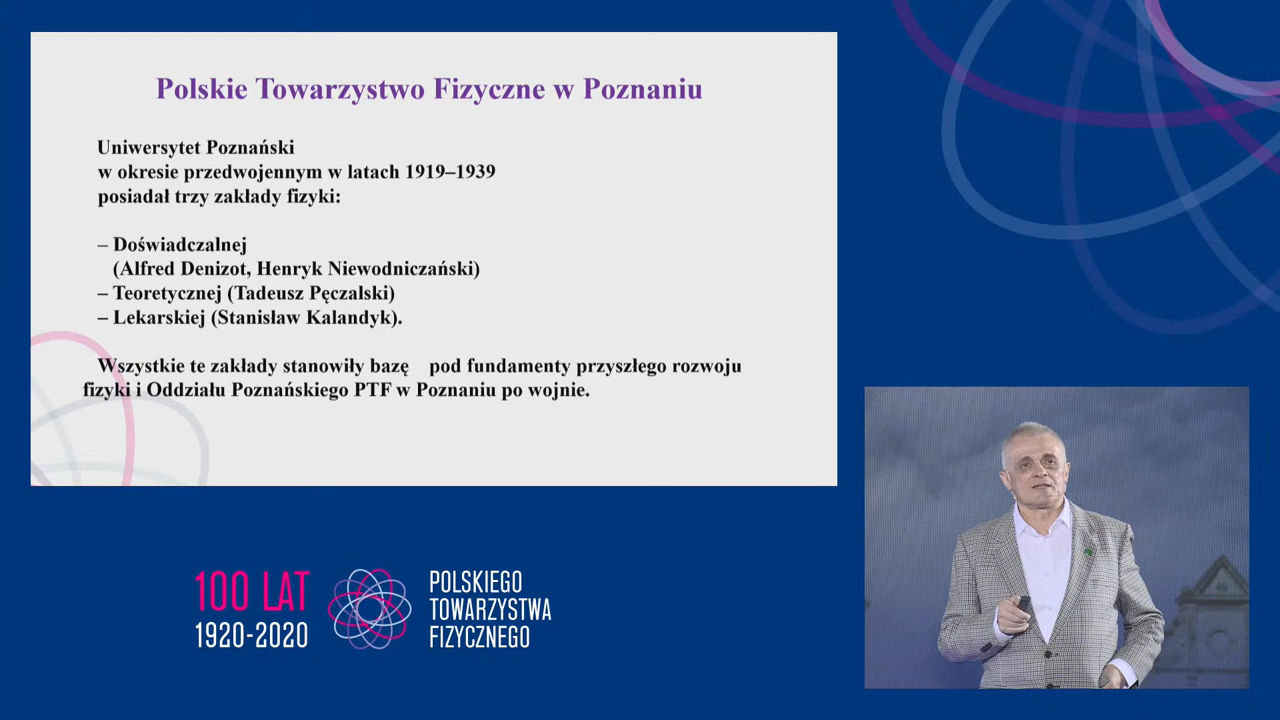 Polskie Towarzystwo Fizyczne w Poznaniu
Uniwersytet Poznański
w okresie przedwojennym w latach 1919–1939
posiadał trzy zakłady fizyki:
– Doświadczalnej
(Alfred Denizot, Henryk Niewodniczański)
– Teoretycznej (Tadeusz Pęczalski)
– Lekarskiej (Stanisław Kalandyk).
Wszystkie te zakłady stanowiły bazę pod fundamenty przyszłego rozwoju
fizyki i Oddziału Poznańskiego PTF w Poznaniu po wojnie.
100 LAT
1920-2020
POLSKIEGO
TOWARZYSTWA
FIZYCZNEGO